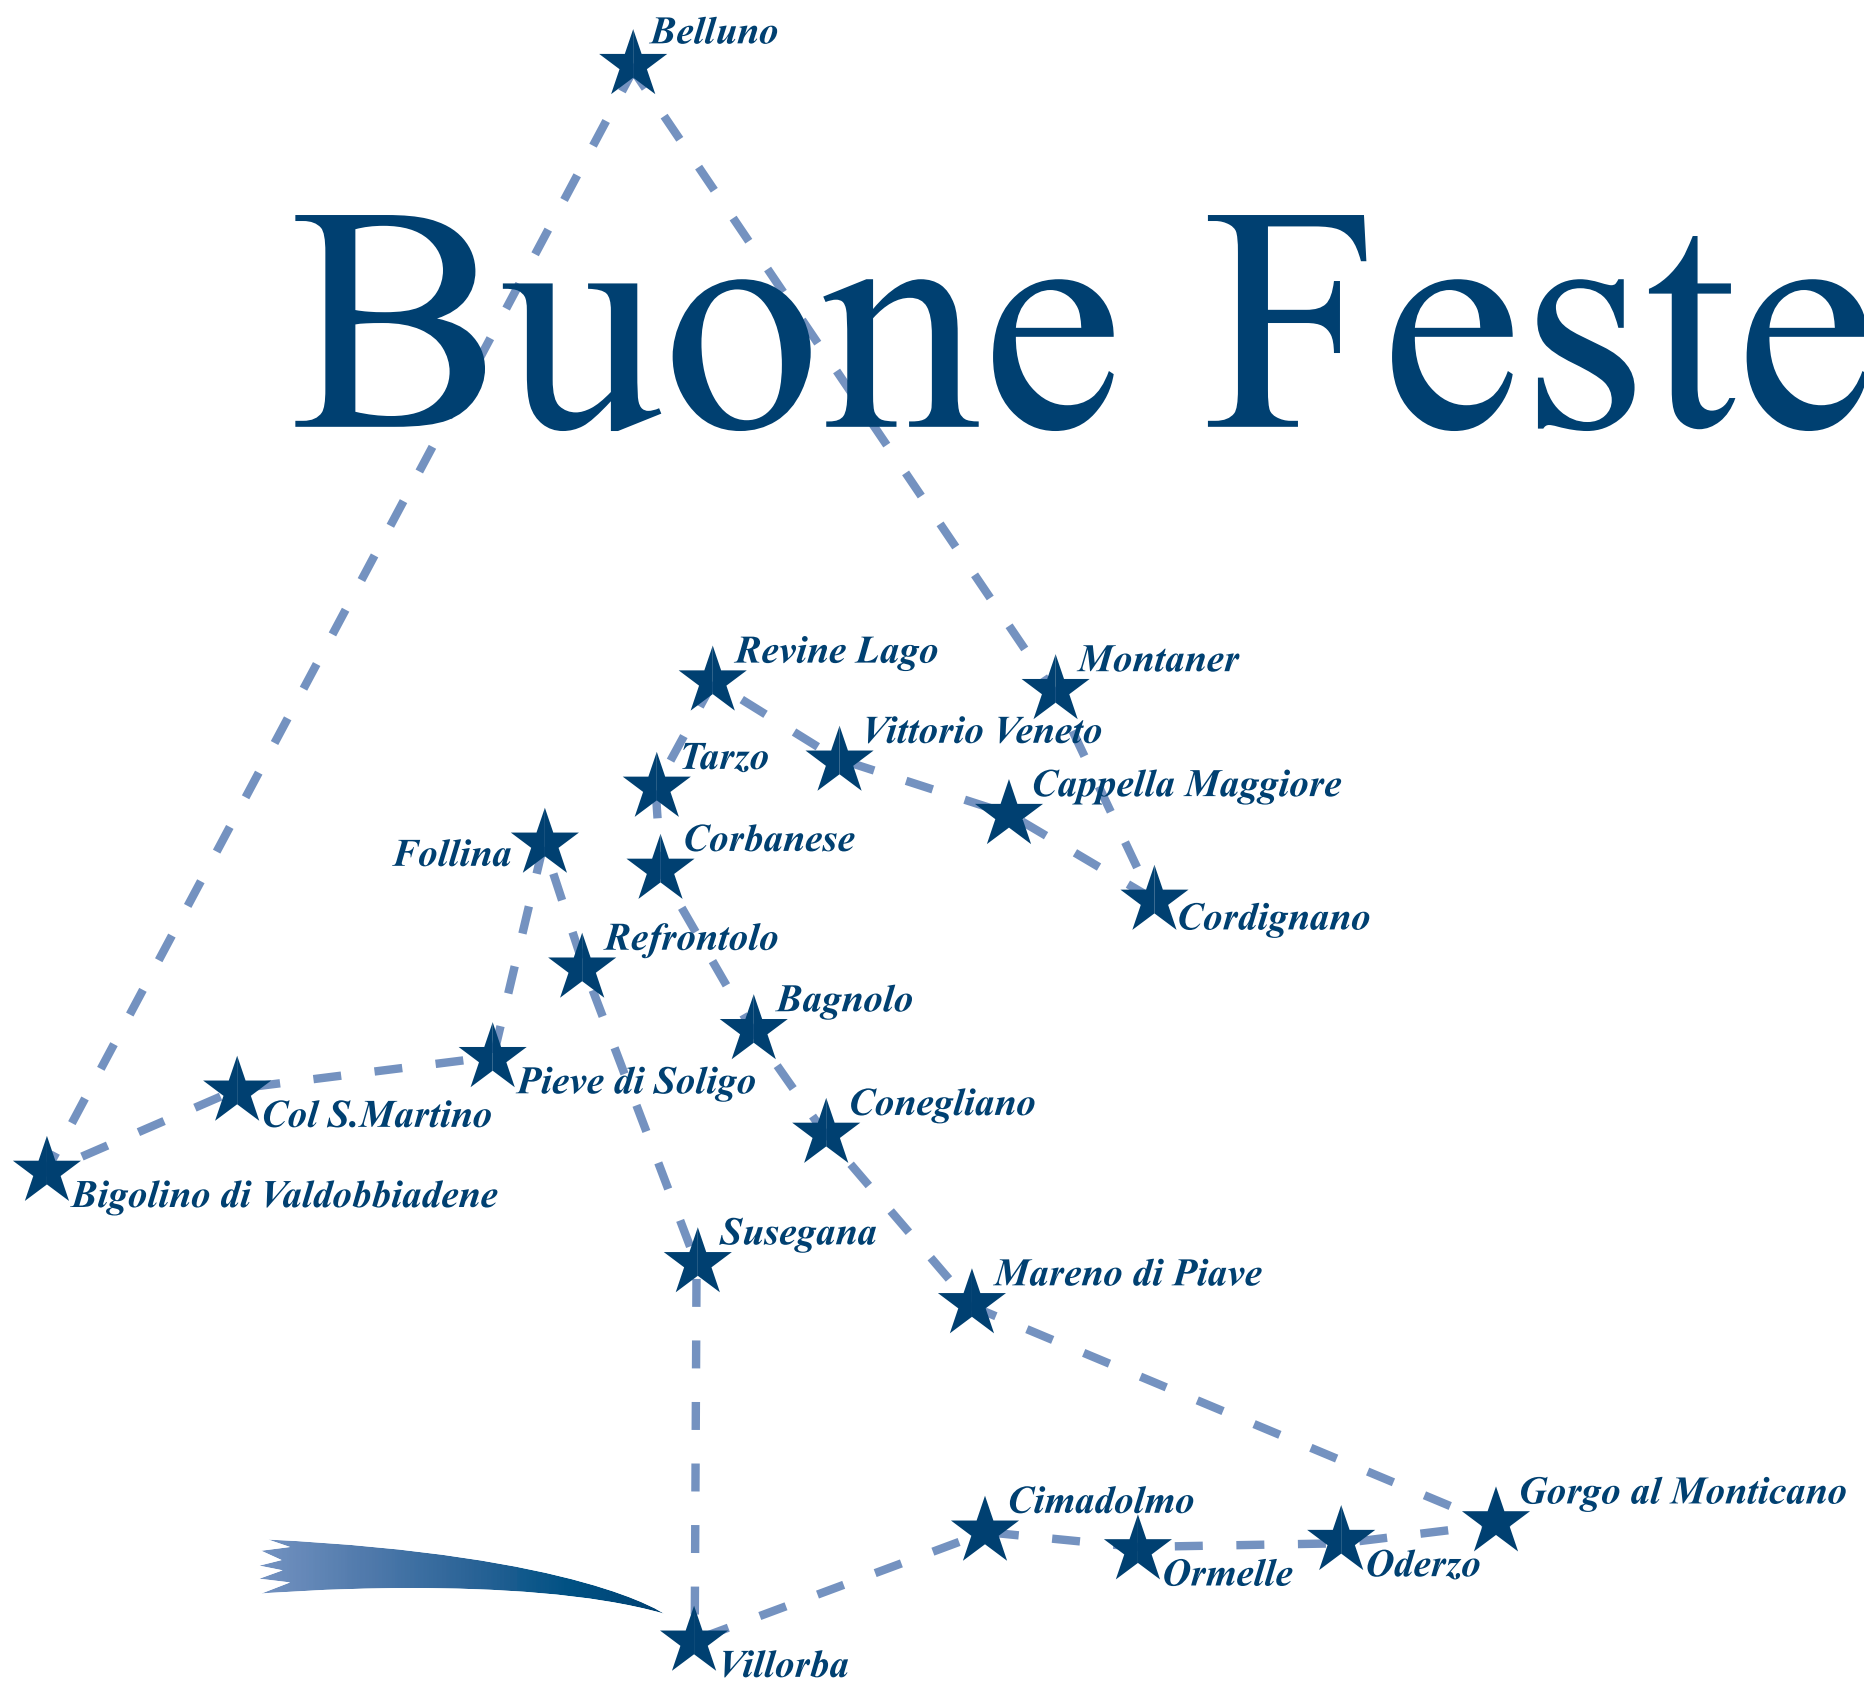 Belluno
Buone Feste
Revine Lago
Montaner
Vittorio Veneto
Tarzo
Cappella Maggiore
Corbanese
Follina
Cordignano
Refrontolo
Bagnolo
Pieve di Soligo
Conegliano
Col S.Martino
Bigolino di Valdobbiadene
Susegana
Mareno di Piave
Gorgo al Monticano
Cimadolmo
Oderzo
Ormelle
Villorba